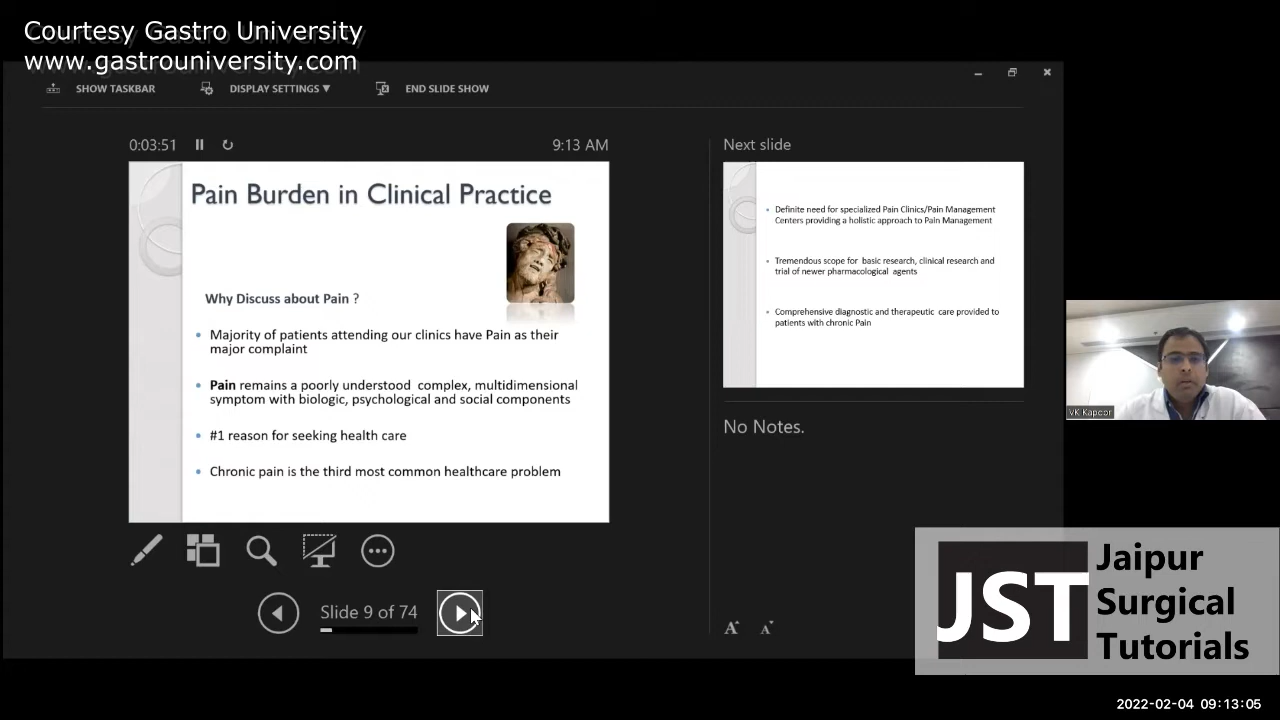 Courtesy Gastro University
www.gastrouniversity.com
SHOW TASKBAR
DISPLAY SETTINGS ▼
END SLIDE SHOW
0:03:51
9:13 AM
Pain Burden in Clinical Practice
Why Discuss about Pain ?
• Majority of patients attending our clinics have Pain as their
major complaint
• Pain remains a poorly understood complex, multidimensional
symptom with biologic, psychological and social components
• #1 reason for seeking health care
• Chronic pain is the third most common healthcare problem
Slide 9 of 74
Next slide
• Definite need for specialized Pain Clinics/Pain Management
Centers providing a holistic approach to Pain Management
• Tremendous scope for basic research, clinical research and
trial of newer pharmacological agents
• Comprehensive diagnostic and therapeutic care provided to
patients with chronic Pain
No Notes.
A A
VK Kapoor
JST
Jaipur
Surgical
Tutorials
2022-02-04 09:13:05